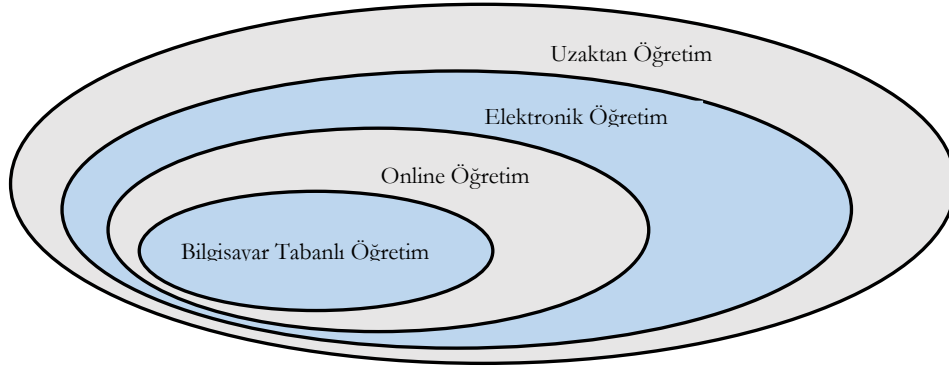 Uzaktan Öğretim
Elektronik Öğretim
Online Öğretim
Bilgisayar Tabanlı Öğretim